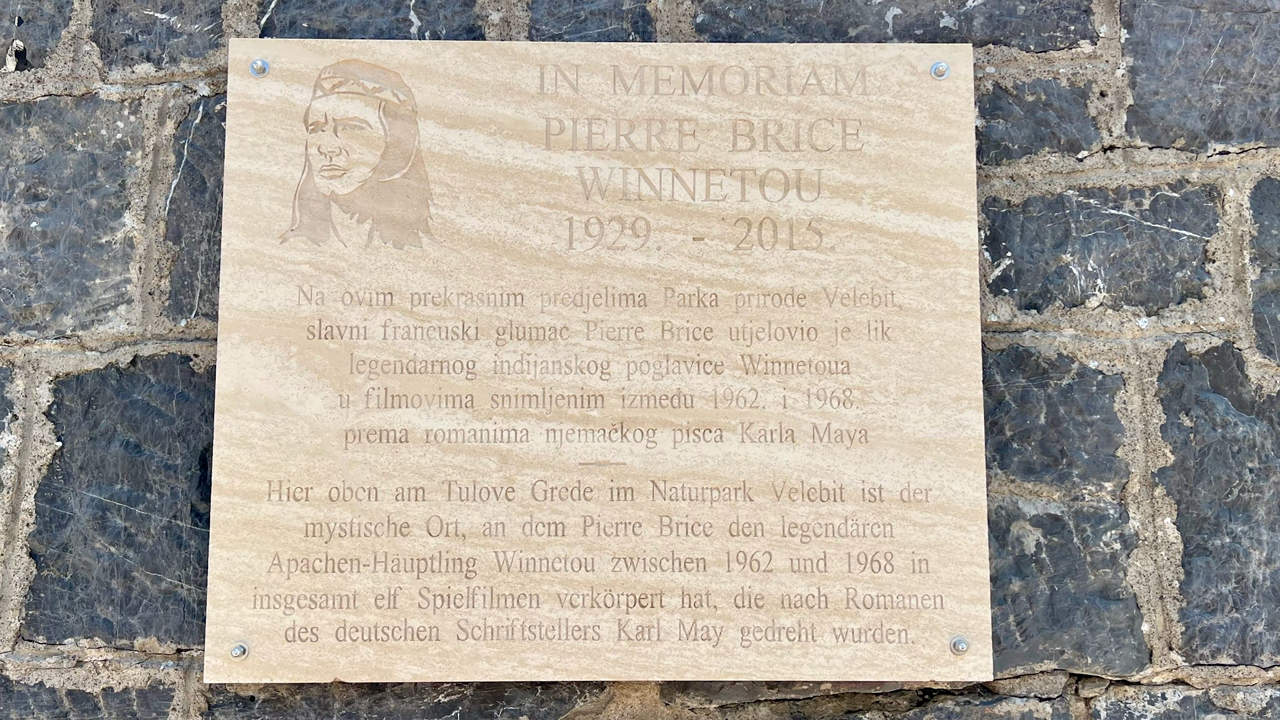 IN MEMORIAM
PIERRE BRICE
WINNETOU
1929. - 2015.
Na ovim prekrasnim predjelima Parka prirode Velebit,
slavni francuski glumac Pierre Brice utjelovio je lik
legendarnog indijanskog poglavice Winnetoua
u filmovima snimljenim između 1962. i 1968.
prema romanima njemačkog pisca Karla Maya
Hier oben am Tulove Grede im Naturpark Velebit ist der
mystische Ort, an dem Pierre Brice den legendären
Apachen-Häuptling Winnetou zwischen 1962 und 1968 in
insgesamt elf Spielfilmen verkörpert hat, die nach Romanen
des deutschen Schriftstellers Karl May gedreht wurden.